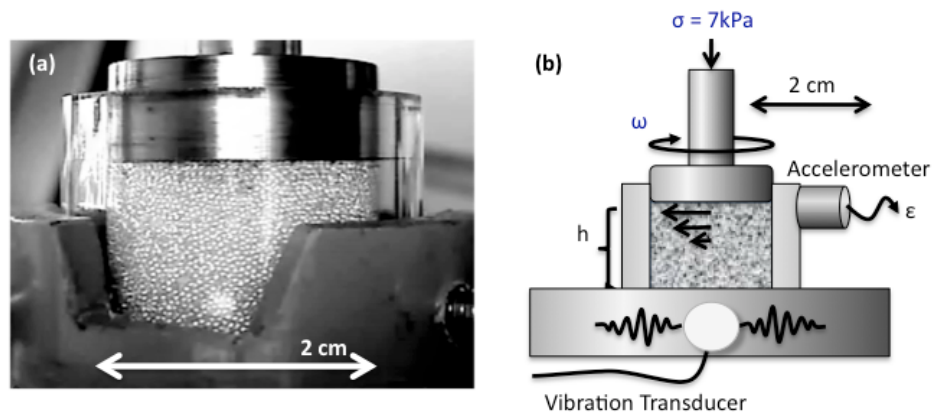 (a)
2 cm
(b)
σ = 7kPa
2 cm
ω
Accelerometer
ε
h
Vibration Transducer